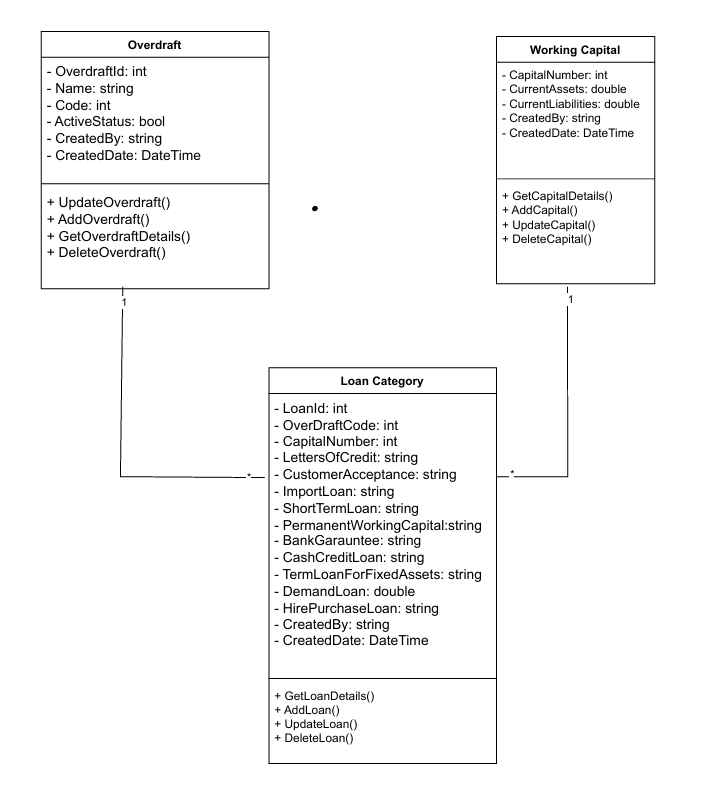 Overdraft
- OverdraftId: int
- Name: string
- Code: int
- ActiveStatus: bool
- CreatedBy: string
- CreatedDate: DateTime
+ UpdateOverdraft()
+ AddOverdraft()
+ GetOverdraftDetails()
+ DeleteOverdraft()
1
*
Working Capital
- CapitalNumber: int
- CurrentAssets: double
- CurrentLiabilities: double
- CreatedBy: string
- CreatedDate: DateTime
+ GetCapitalDetails()
+ AddCapital()
+ UpdateCapital()
+ DeleteCapital()
1
*
Loan Category
- LoanId: int
- OverDraftCode: int
- CapitalNumber: int
- LettersOfCredit: string
- CustomerAcceptance: string
- ImportLoan: string
- ShortTermLoan: string
- PermanentWorkingCapital:string
- BankGarauntee: string
- CashCreditLoan: string
- TermLoanForFixedAssets: string
- DemandLoan: double
- HirePurchaseLoan: string
- CreatedBy: string
- CreatedDate: DateTime
+ GetLoanDetails()
+ AddLoan()
+ UpdateLoan()
+ DeleteLoan()